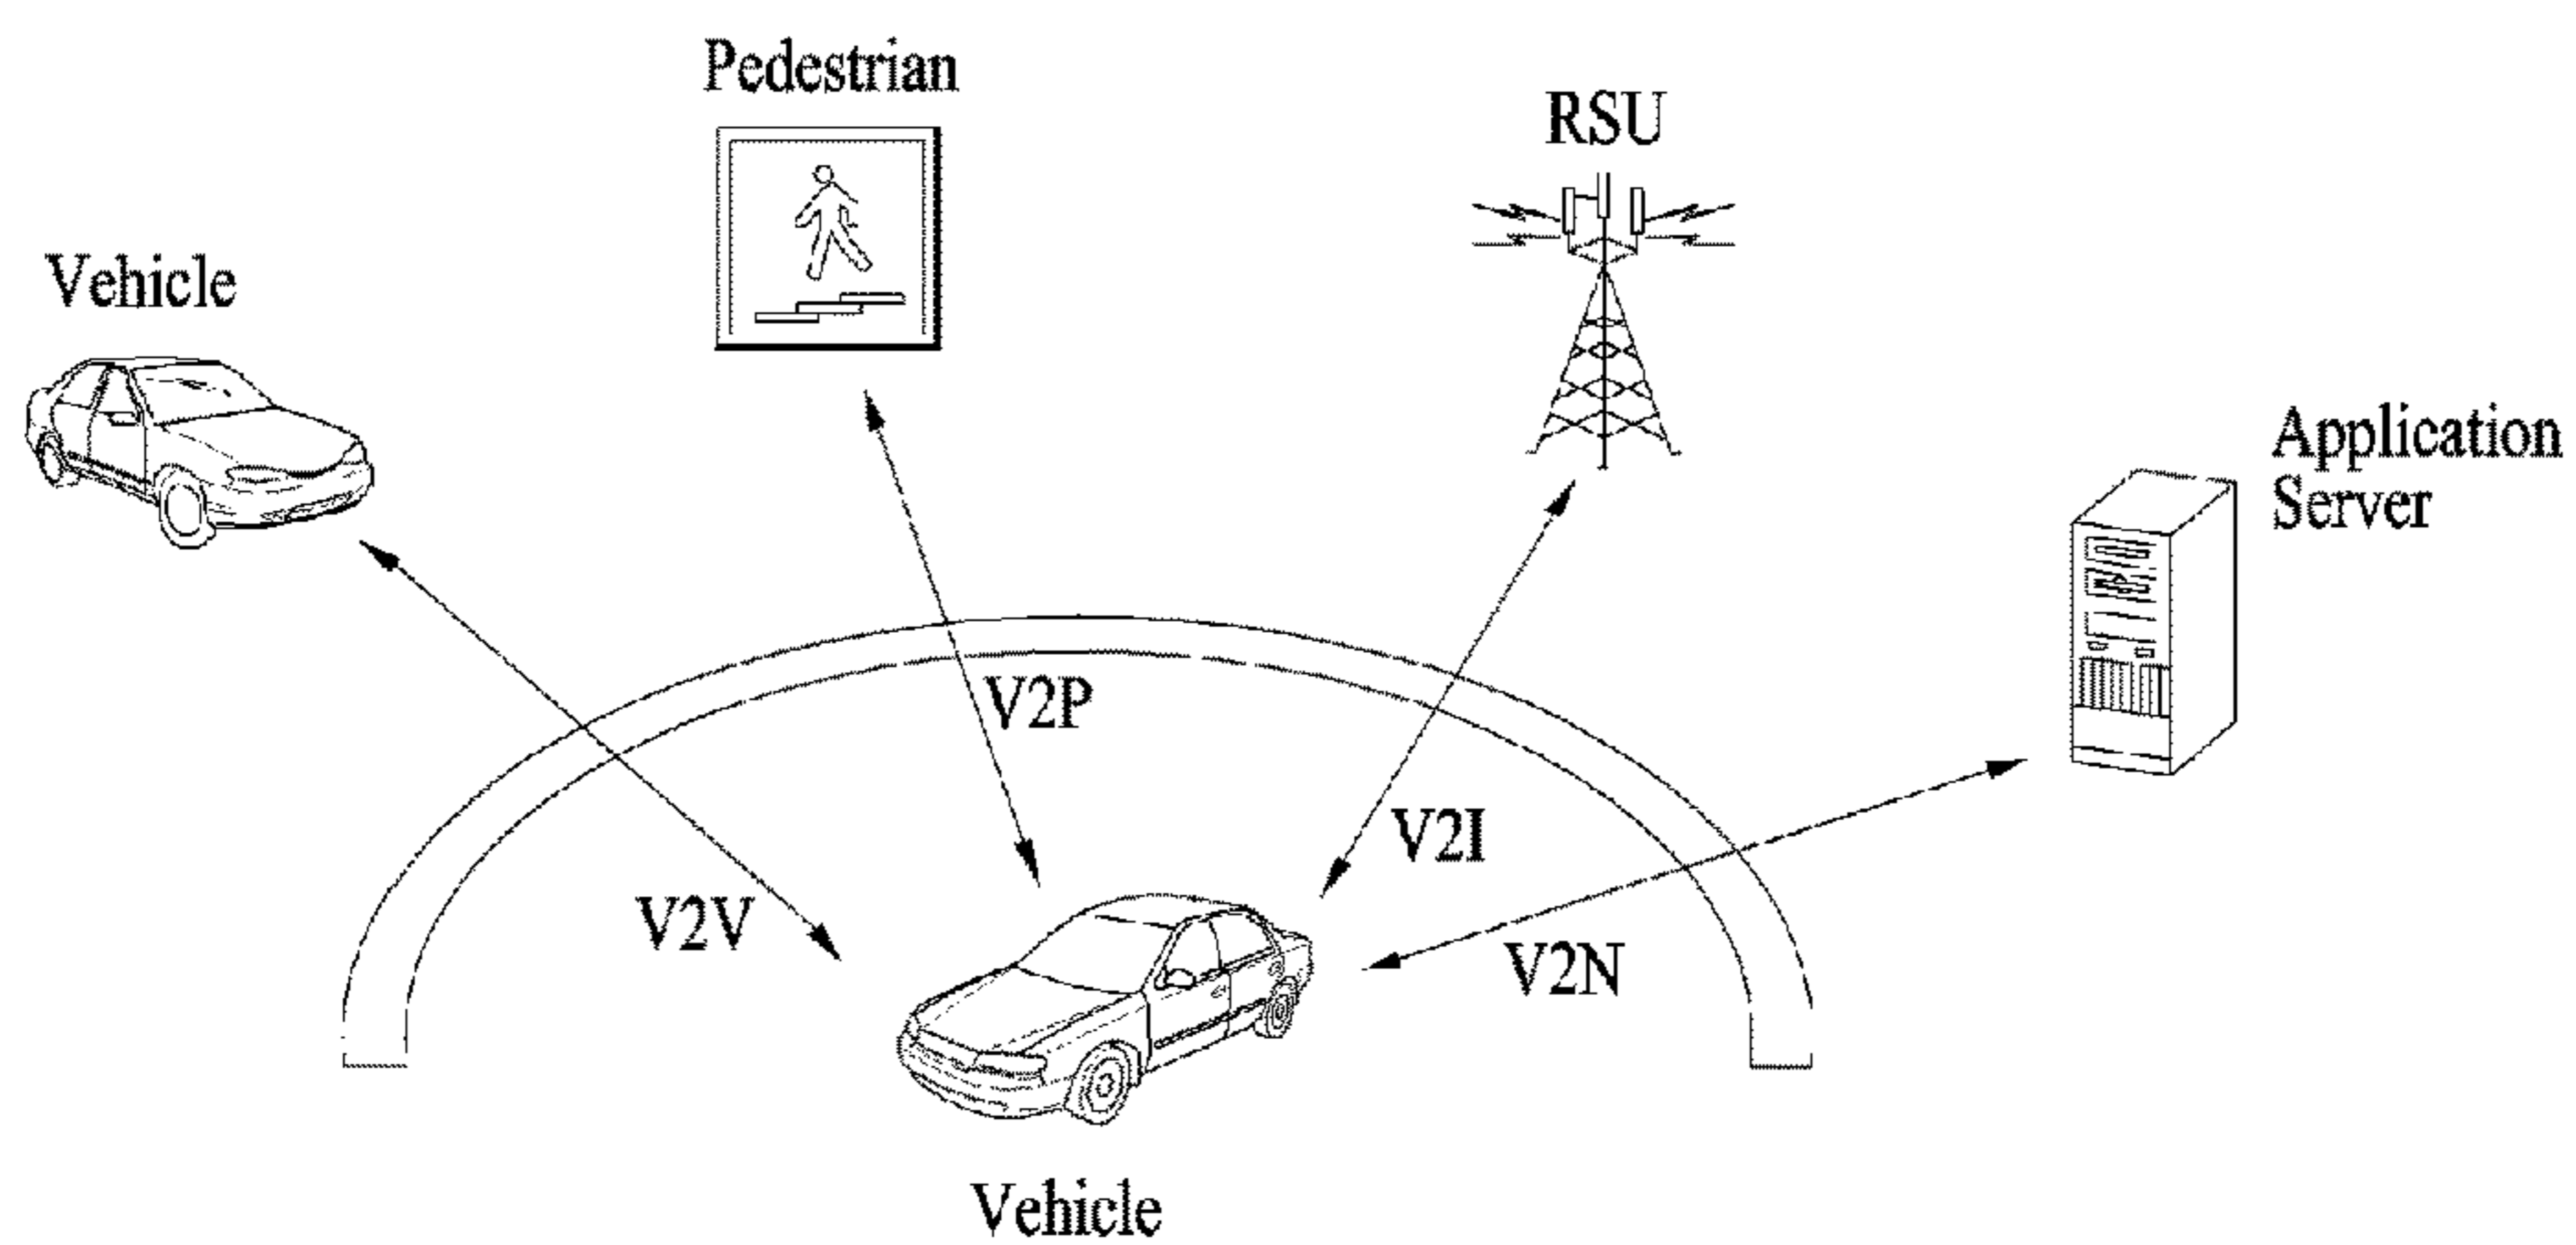 Pedestrian
RSU
Vehicle
Application
Server
V2P
V2I
V2V
V2N
Vehicle